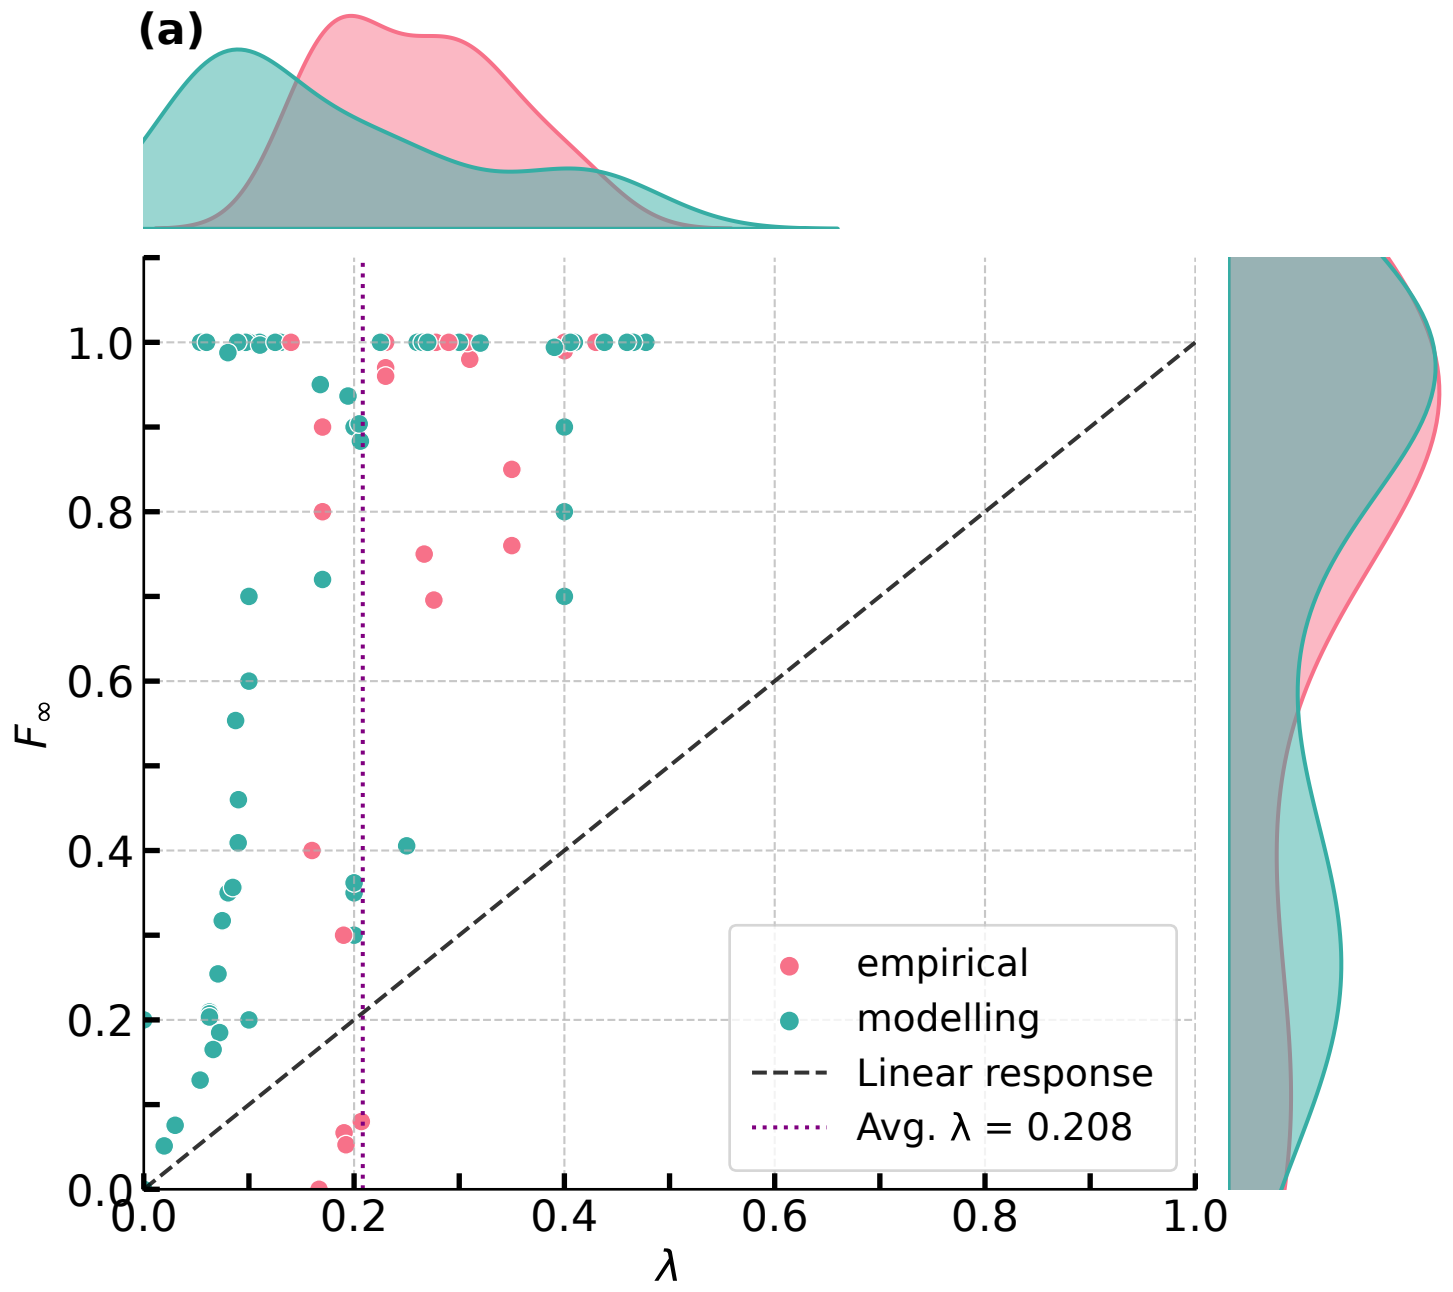 (a)
1.0
0.8
0.6
0.4
0.2
0.0
F∞
empirical
modelling
Linear response
Avg. λ = 0.208
0.0 0.2 0.4 0.6 0.8 1.0
λ